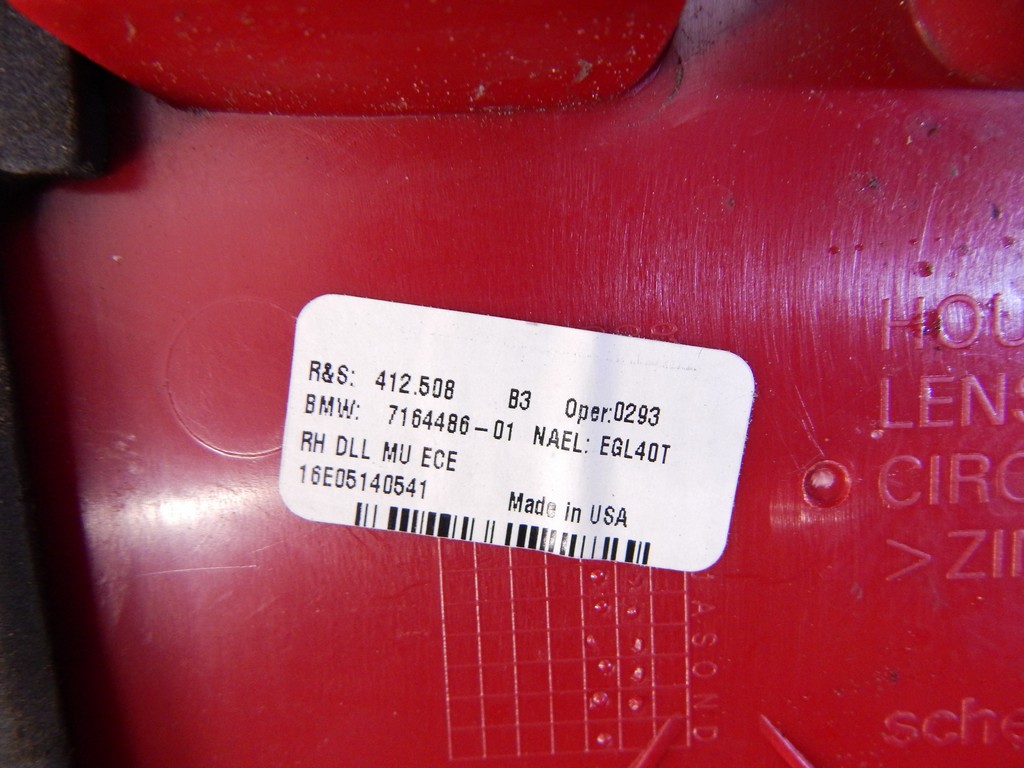 R&S: 412.508 B3 Oper:0293
BMW: 7164486-01 NAEL: EGL40T
RH DLL MU ECE
16E05140541 Made in USA
HOU
LENS
CIRC
>ZI
A S O N D
sche